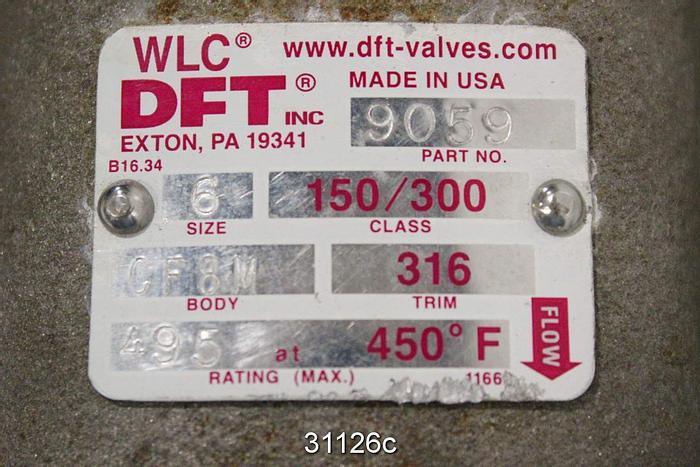 WLC® www.dft-valves.com
DFT® INC MADE IN USA
9059
EXTON, PA 19341 PART NO.
B16.34
6 150/300
SIZE CLASS
CF8M 316
BODY TRIM
495 at 450° F
RATING (MAX.) 1166
FLOW
31126c